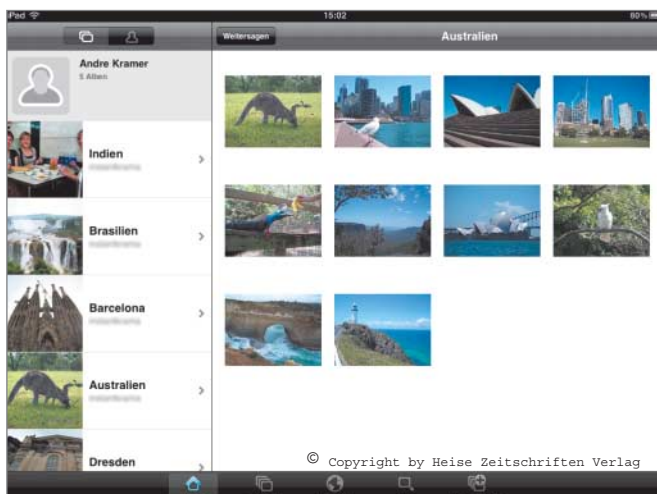 iPad 15:02 80%
Weitersagen Australien
Andre Kramer
5 Alben
Indien
Brasilien
Barcelona
Australien
Dresden
© Copyright by Heise Zeitschriften Verlag